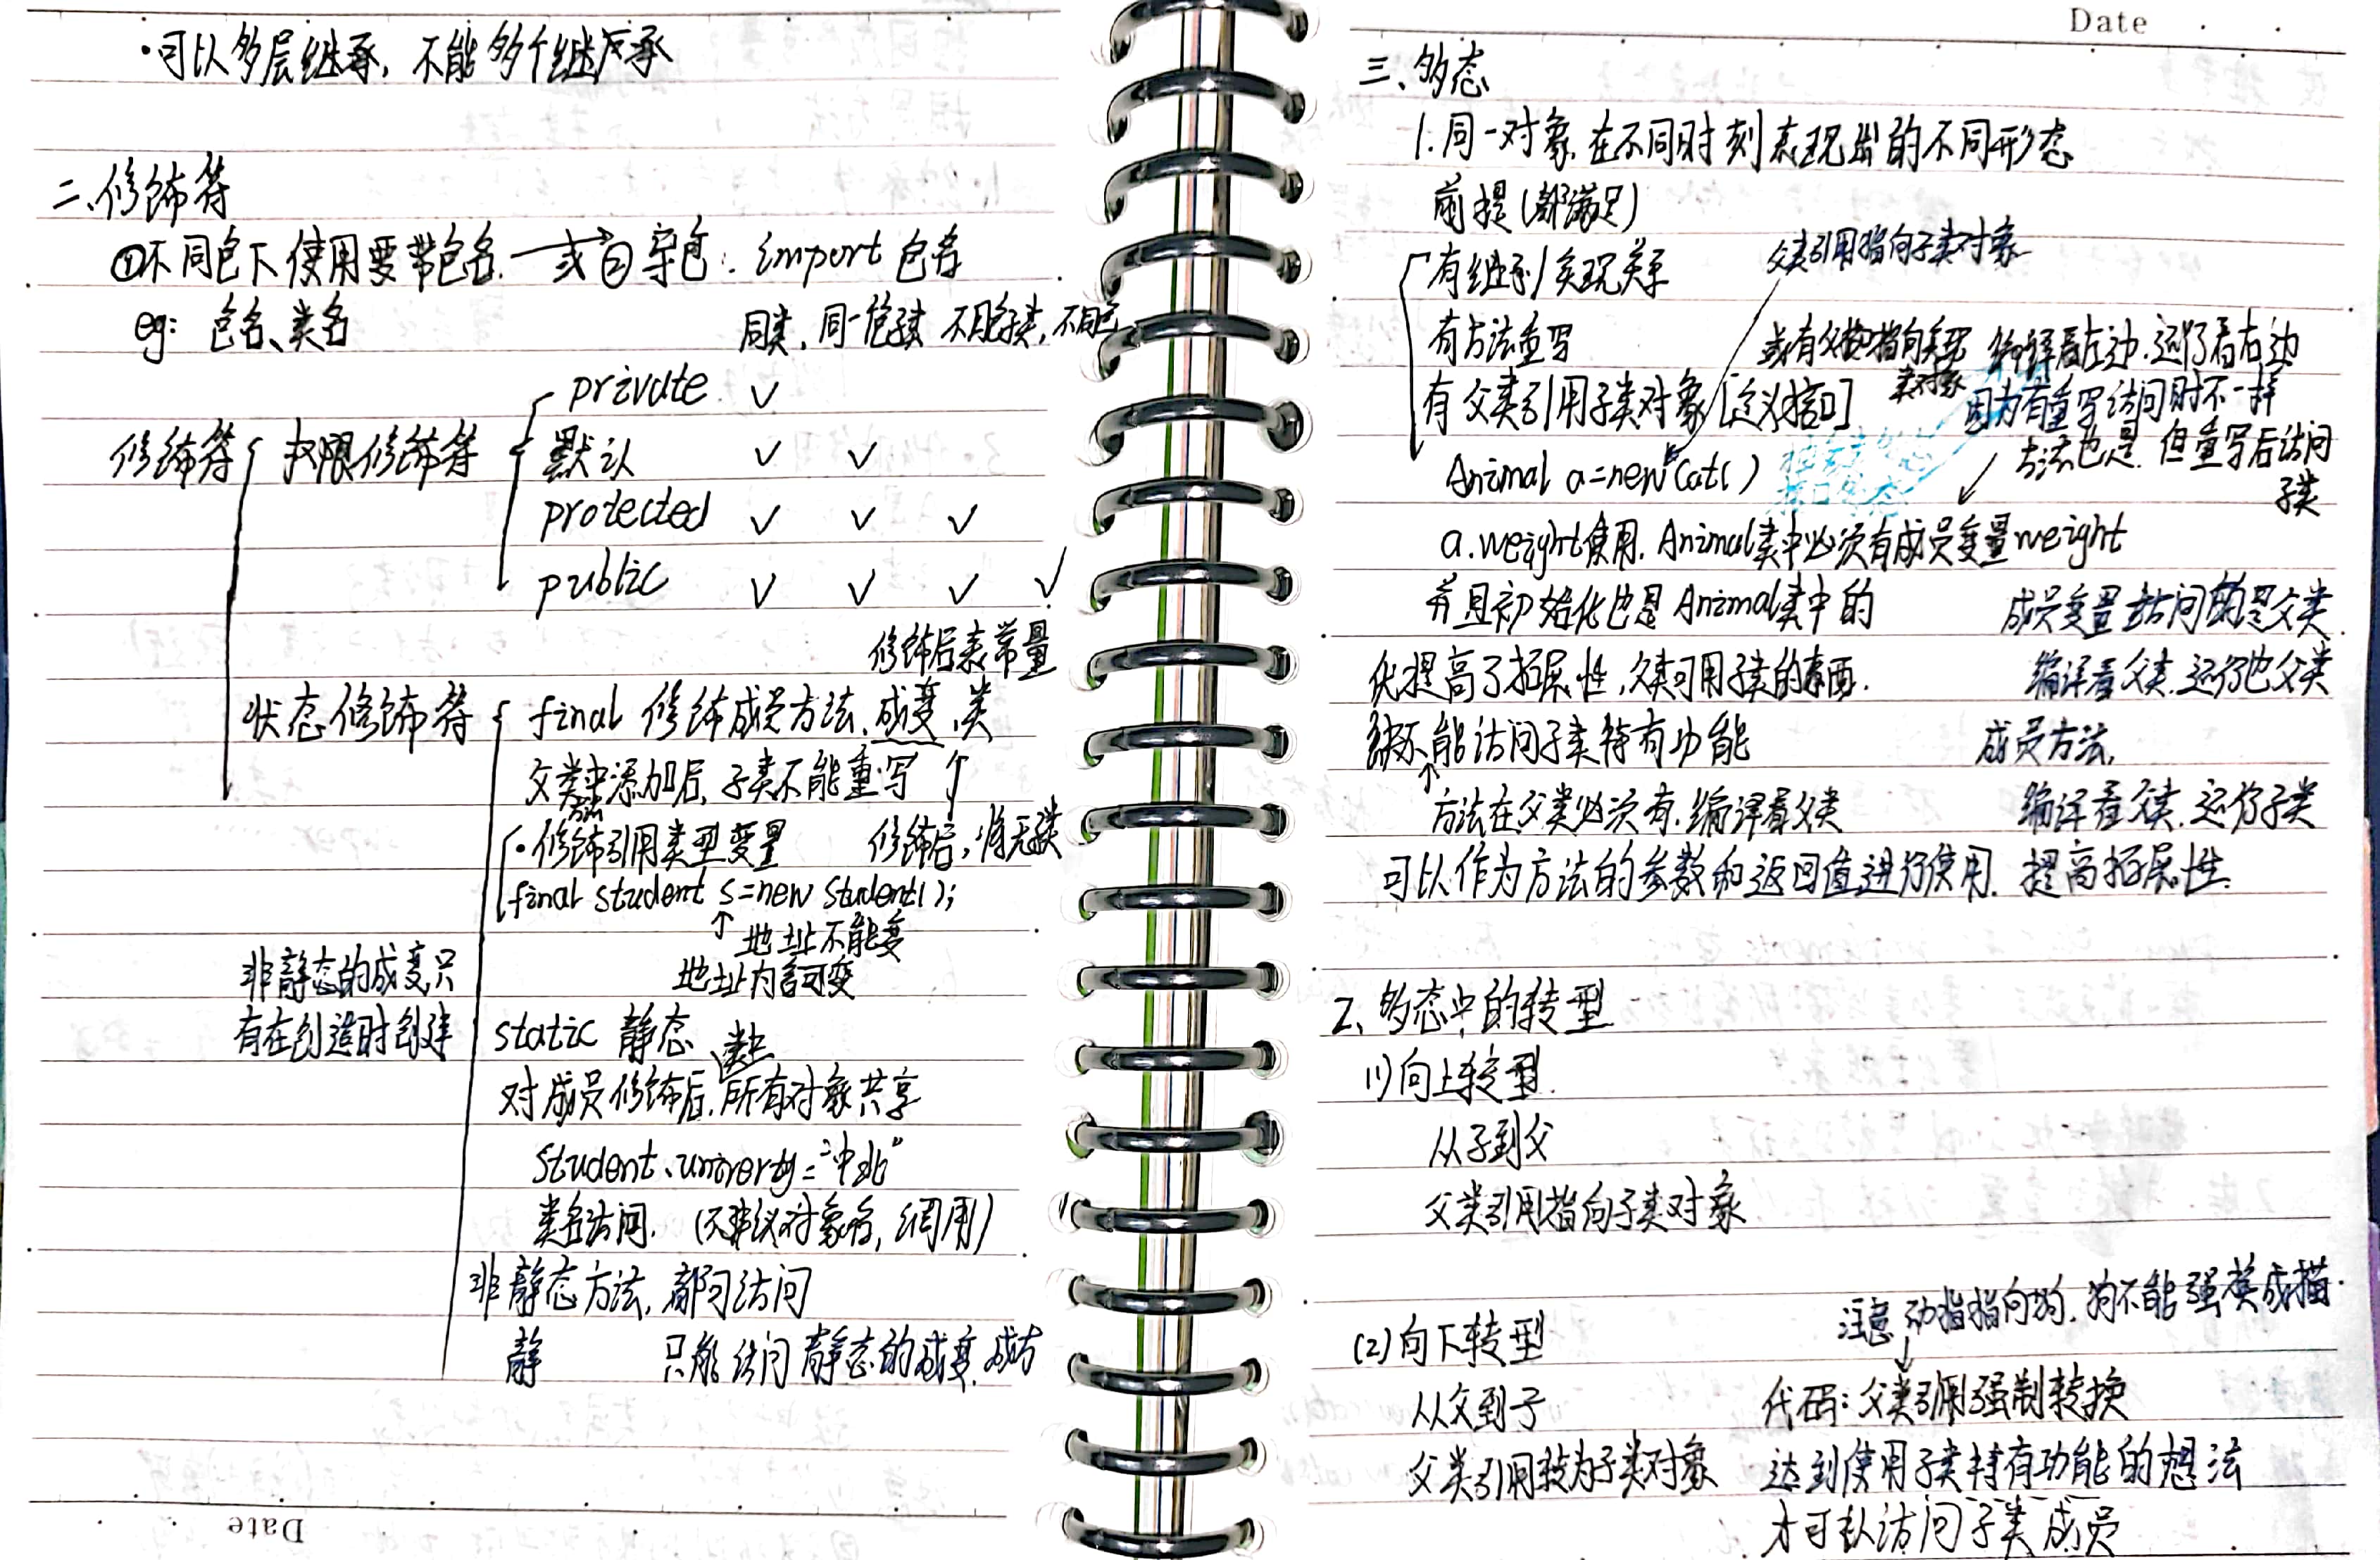 ·可以多层继承,不能多个继承
二、修饰符
①不同包下使用要带包名. 或 导包: import 包名
eg: 包名、类名
同类, 同一包子类 不同包子类, 不同包
private ✓
修饰符 权限修饰符 默认 ✓ ✓
protected ✓ ✓ ✓
public ✓ ✓ ✓ ✓
修饰后表常量
状态修饰符 final 修饰成员方法、成变、类
父类中添加后, 子类不能重写
方法
·修饰引用类型变量 修饰后,将无子类
final student s=new student();
地址不能变
地址内容可变
非静态的成变只
有在创造时创建
static 静态
对成员修饰后, 所有对象共享
student.univerty="中北"
类名访问. (不建议对象名, 调用)
非静态方法, 都可访问
静 只能访问静态的成变、成方
Date
Date
三、多态
1. 同一对象, 在不同时刻表现出的不同形态
前提(都满足)
有继承/实现关系
父类引用指向子类对象
有方法重写
或有父接口指向实现
类对象
编译看左边, 运行看右边
有父类引用子类对象 [定义接口]
因为有重写访问时不一样
方法也是, 但重写后访问
子类
Animal a=new Cat()
a.weight使用, Animal类中必须有成员变量weight
并且初始化也是Animal类中的
成员变量 访问的是父类
优提高了拓展性, 父类可用子类的东西.
编译看父类, 运行也父类
缺不能访问子类特有功能
成员方法,
方法在父类必须有, 编译看父类
编译看父类, 运行子类
可以作为方法的参数和返回值进行使用. 提高拓展性.
2、多态中的转型
(1)向上转型.
从子到父
父类引用指向子类对象
注意 动指指向狗, 狗不能强类成猫.
(2)向下转型
从父到子
代码: 父类引用强制转换
父类引用转为子类对象
达到使用子类特有功能的想法
才可以访问子类成员